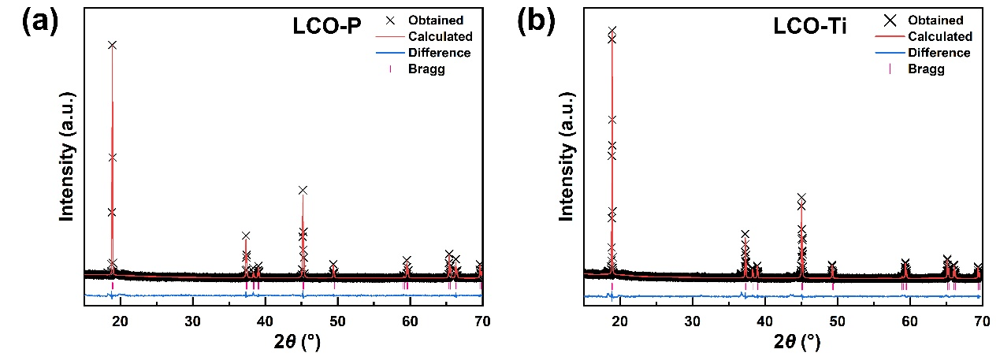 (a)
LCO-P
Obtained
Calculated
Difference
Bragg
Intensity (a.u.)
20 30 40 50 60 70
2θ (°)
(b)
LCO-Ti
Obtained
Calculated
Difference
Bragg
Intensity (a.u.)
20 30 40 50 60 70
2θ (°)